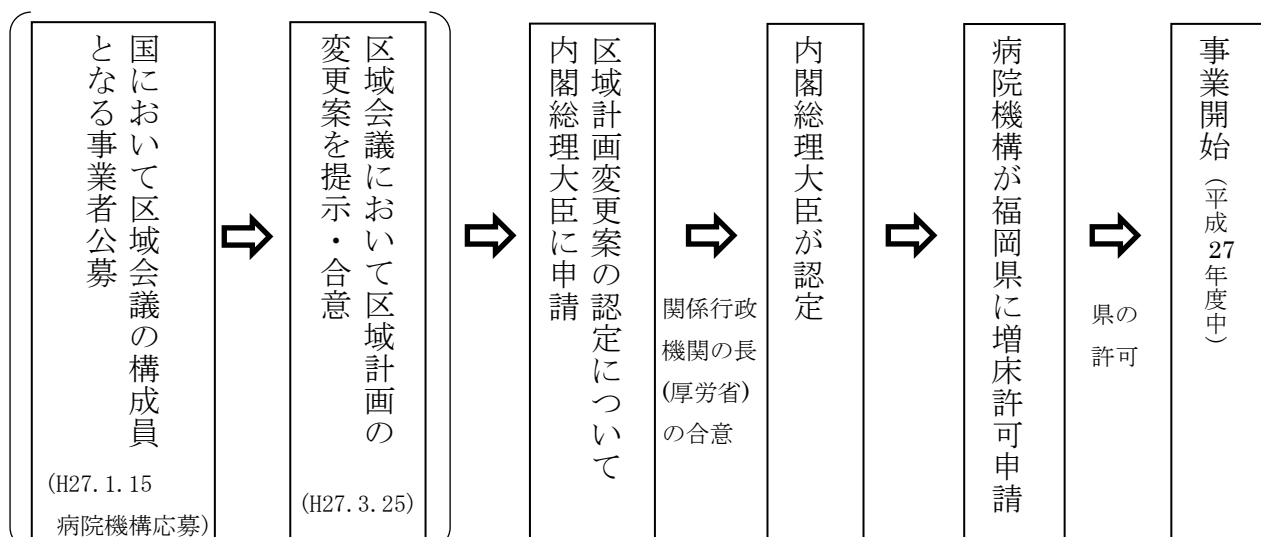 国において区域会議の構成員
となる事業者公募
(H27.1.15
病院機構応募)
区域会議において区域計画の
変更案を提示・合意
(H27.3.25)
区域計画変更案の認定について
内閣総理大臣に申請
関係行政
機関の長
(厚労省)
の合意
内閣総理大臣が認定
病院機構が福岡県に増床許可申請
県の
許可
事業開始（平成27年度中）